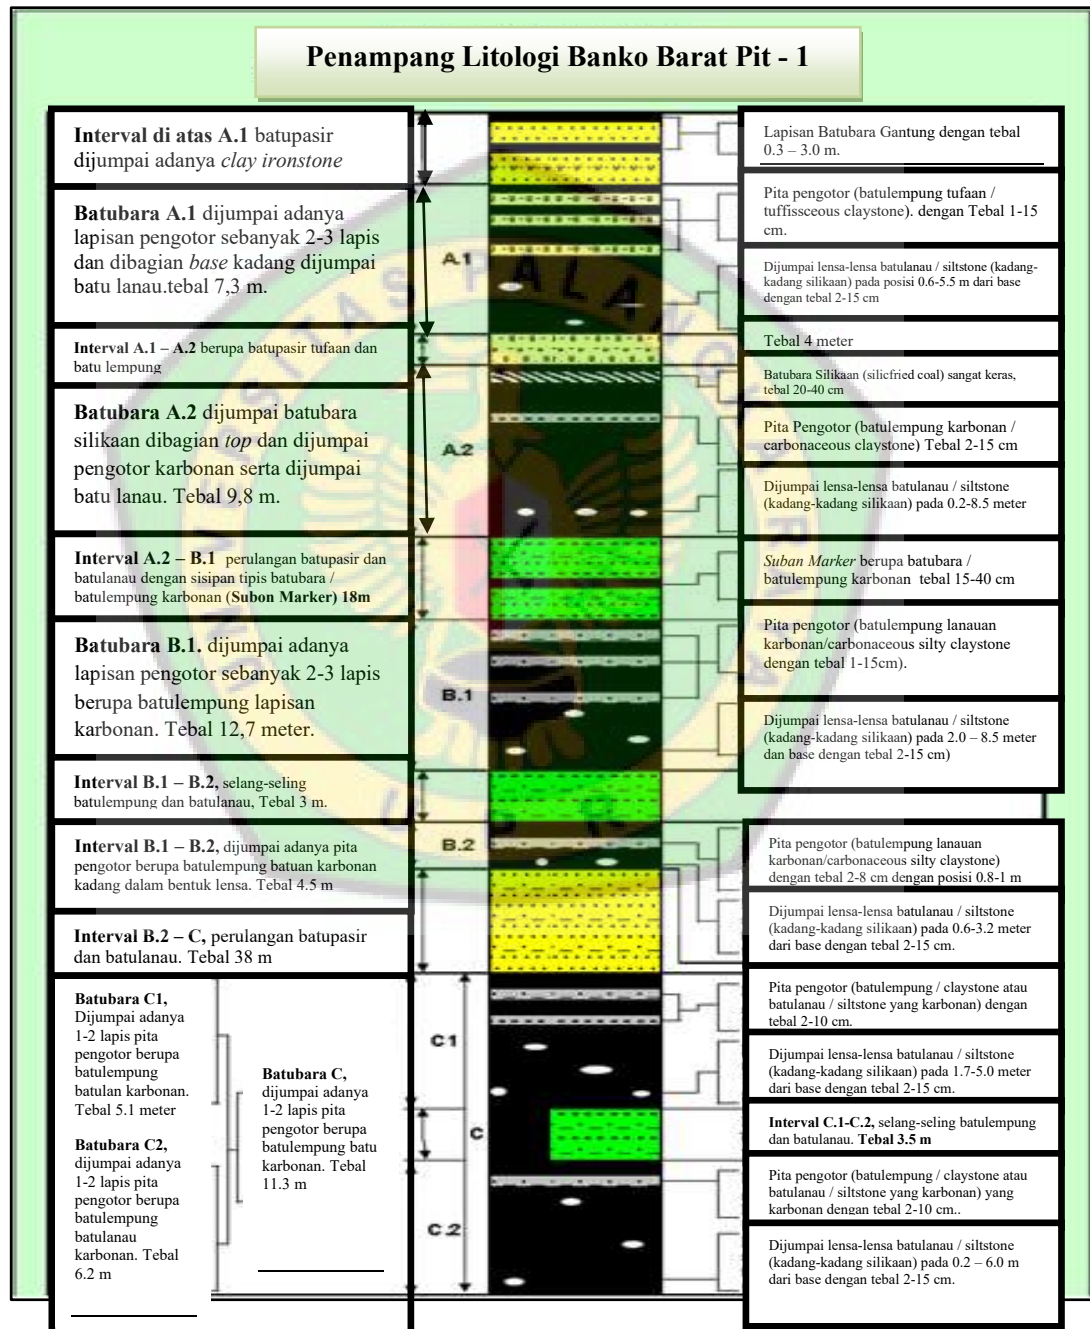 Penampang Litologi Banko Barat Pit - 1
Interval di atas A.1 batupasir
dijumpai adanya clay ironstone
Batubara A.1 dijumpai adanya
lapisan pengotor sebanyak 2-3 lapis
dan dibagian base kadang dijumpai
batu lanau.tebal 7,3 m.
Interval A.1 – A.2 berupa batupasir tufaan dan
batu lempung
Batubara A.2 dijumpai batubara
silikaan dibagian top dan dijumpai
pengotor karbonan serta dijumpai
batu lanau. Tebal 9,8 m.
Interval A.2 – B.1 perulangan batupasir dan
batulanau dengan sisipan tipis batubara /
batulempung karbonan (Subon Marker) 18m
Batubara B.1. dijumpai adanya
lapisan pengotor sebanyak 2-3 lapis
berupa batulempung lapisan
karbonan. Tebal 12,7 meter.
Interval B.1 – B.2, selang-seling
batulempung dan batulanau, Tebal 3 m.
Interval B.1 – B.2, dijumpai adanya pita
pengotor berupa batulempung batuan karbonan
kadang dalam bentuk lensa. Tebal 4.5 m
Interval B.2 – C, perulangan batupasir
dan batulanau. Tebal 38 m
Batubara C1,
Dijumpai adanya
1-2 lapis pita
pengotor berupa
batulempung
batulan karbonan.
Tebal 5.1 meter
Batubara C2,
dijumpai adanya
1-2 lapis pita
pengotor berupa
batulempung
batulanau
karbonan. Tebal
6.2 m
Batubara C,
dijumpai adanya
1-2 lapis pita
pengotor berupa
batulempung batu
karbonan. Tebal
11.3 m
A.1
A.2
B.1
B.2
C1
C
C.2
UNIVERSITAS PALANGKA RAYA
UPR
Lapisan Batubara Gantung dengan tebal
0.3 – 3.0 m.
Pita pengotor (batulempung tufaan /
tuffissceous claystone). dengan Tebal 1-15
cm.
Dijumpai lensa-lensa batulanau / siltstone (kadang-
kadang silikaan) pada posisi 0.6-5.5 m dari base
dengan tebal 2-15 cm
Tebal 4 meter
Batubara Silikaan (silicfried coal) sangat keras,
tebal 20-40 cm
Pita Pengotor (batulempung karbonan /
carbonaceous claystone) Tebal 2-15 cm
Dijumpai lensa-lensa batulanau / siltstone
(kadang-kadang silikaan) pada 0.2-8.5 meter
Suban Marker berupa batubara /
batulempung karbonan tebal 15-40 cm
Pita pengotor (batulempung lanauan
karbonan/carbonaceous silty claystone
dengan tebal 1-15cm).
Dijumpai lensa-lensa batulanau / siltstone
(kadang-kadang silikaan) pada 2.0 – 8.5 meter
dan base dengan tebal 2-15 cm)
Pita pengotor (batulempung lanauan
karbonan/carbonaceous silty claystone)
dengan tebal 2-8 cm dengan posisi 0.8-1 m
Dijumpai lensa-lensa batulanau / siltstone
(kadang-kadang silikaan) pada 0.6-3.2 meter
dari base dengan tebal 2-15 cm.
Pita pengotor (batulempung / claystone atau
batulanau / siltstone yang karbonan) dengan
tebal 2-10 cm.
Dijumpai lensa-lensa batulanau / siltstone
(kadang-kadang silikaan) pada 1.7-5.0 meter
dari base dengan tebal 2-15 cm.
Interval C.1-C.2, selang-seling batulempung
dan batulanau. Tebal 3.5 m
Pita pengotor (batulempung / claystone atau
batulanau / siltstone yang karbonan) yang
karbonan dengan tebal 2-10 cm..
Dijumpai lensa-lensa batulanau / siltstone
(kadang-kadang silikaan) pada 0.2 – 6.0 m
dari base dengan tebal 2-15 cm.